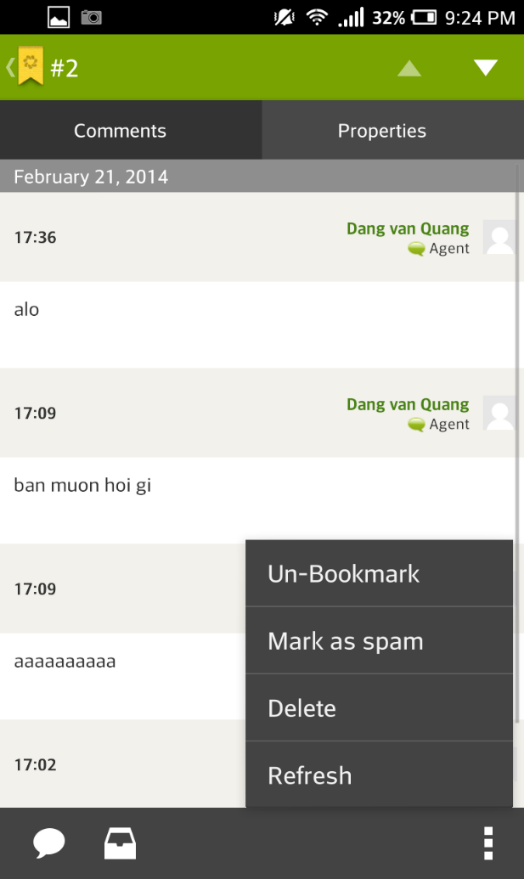 32% 9:24 PM
#2
Comments Properties
February 21, 2014
17:36 Dang van Quang
Agent
alo
17:09 Dang van Quang
Agent
ban muon hoi gi
17:09
aaaaaaaaaa
17:02
Un-Bookmark
Mark as spam
Delete
Refresh